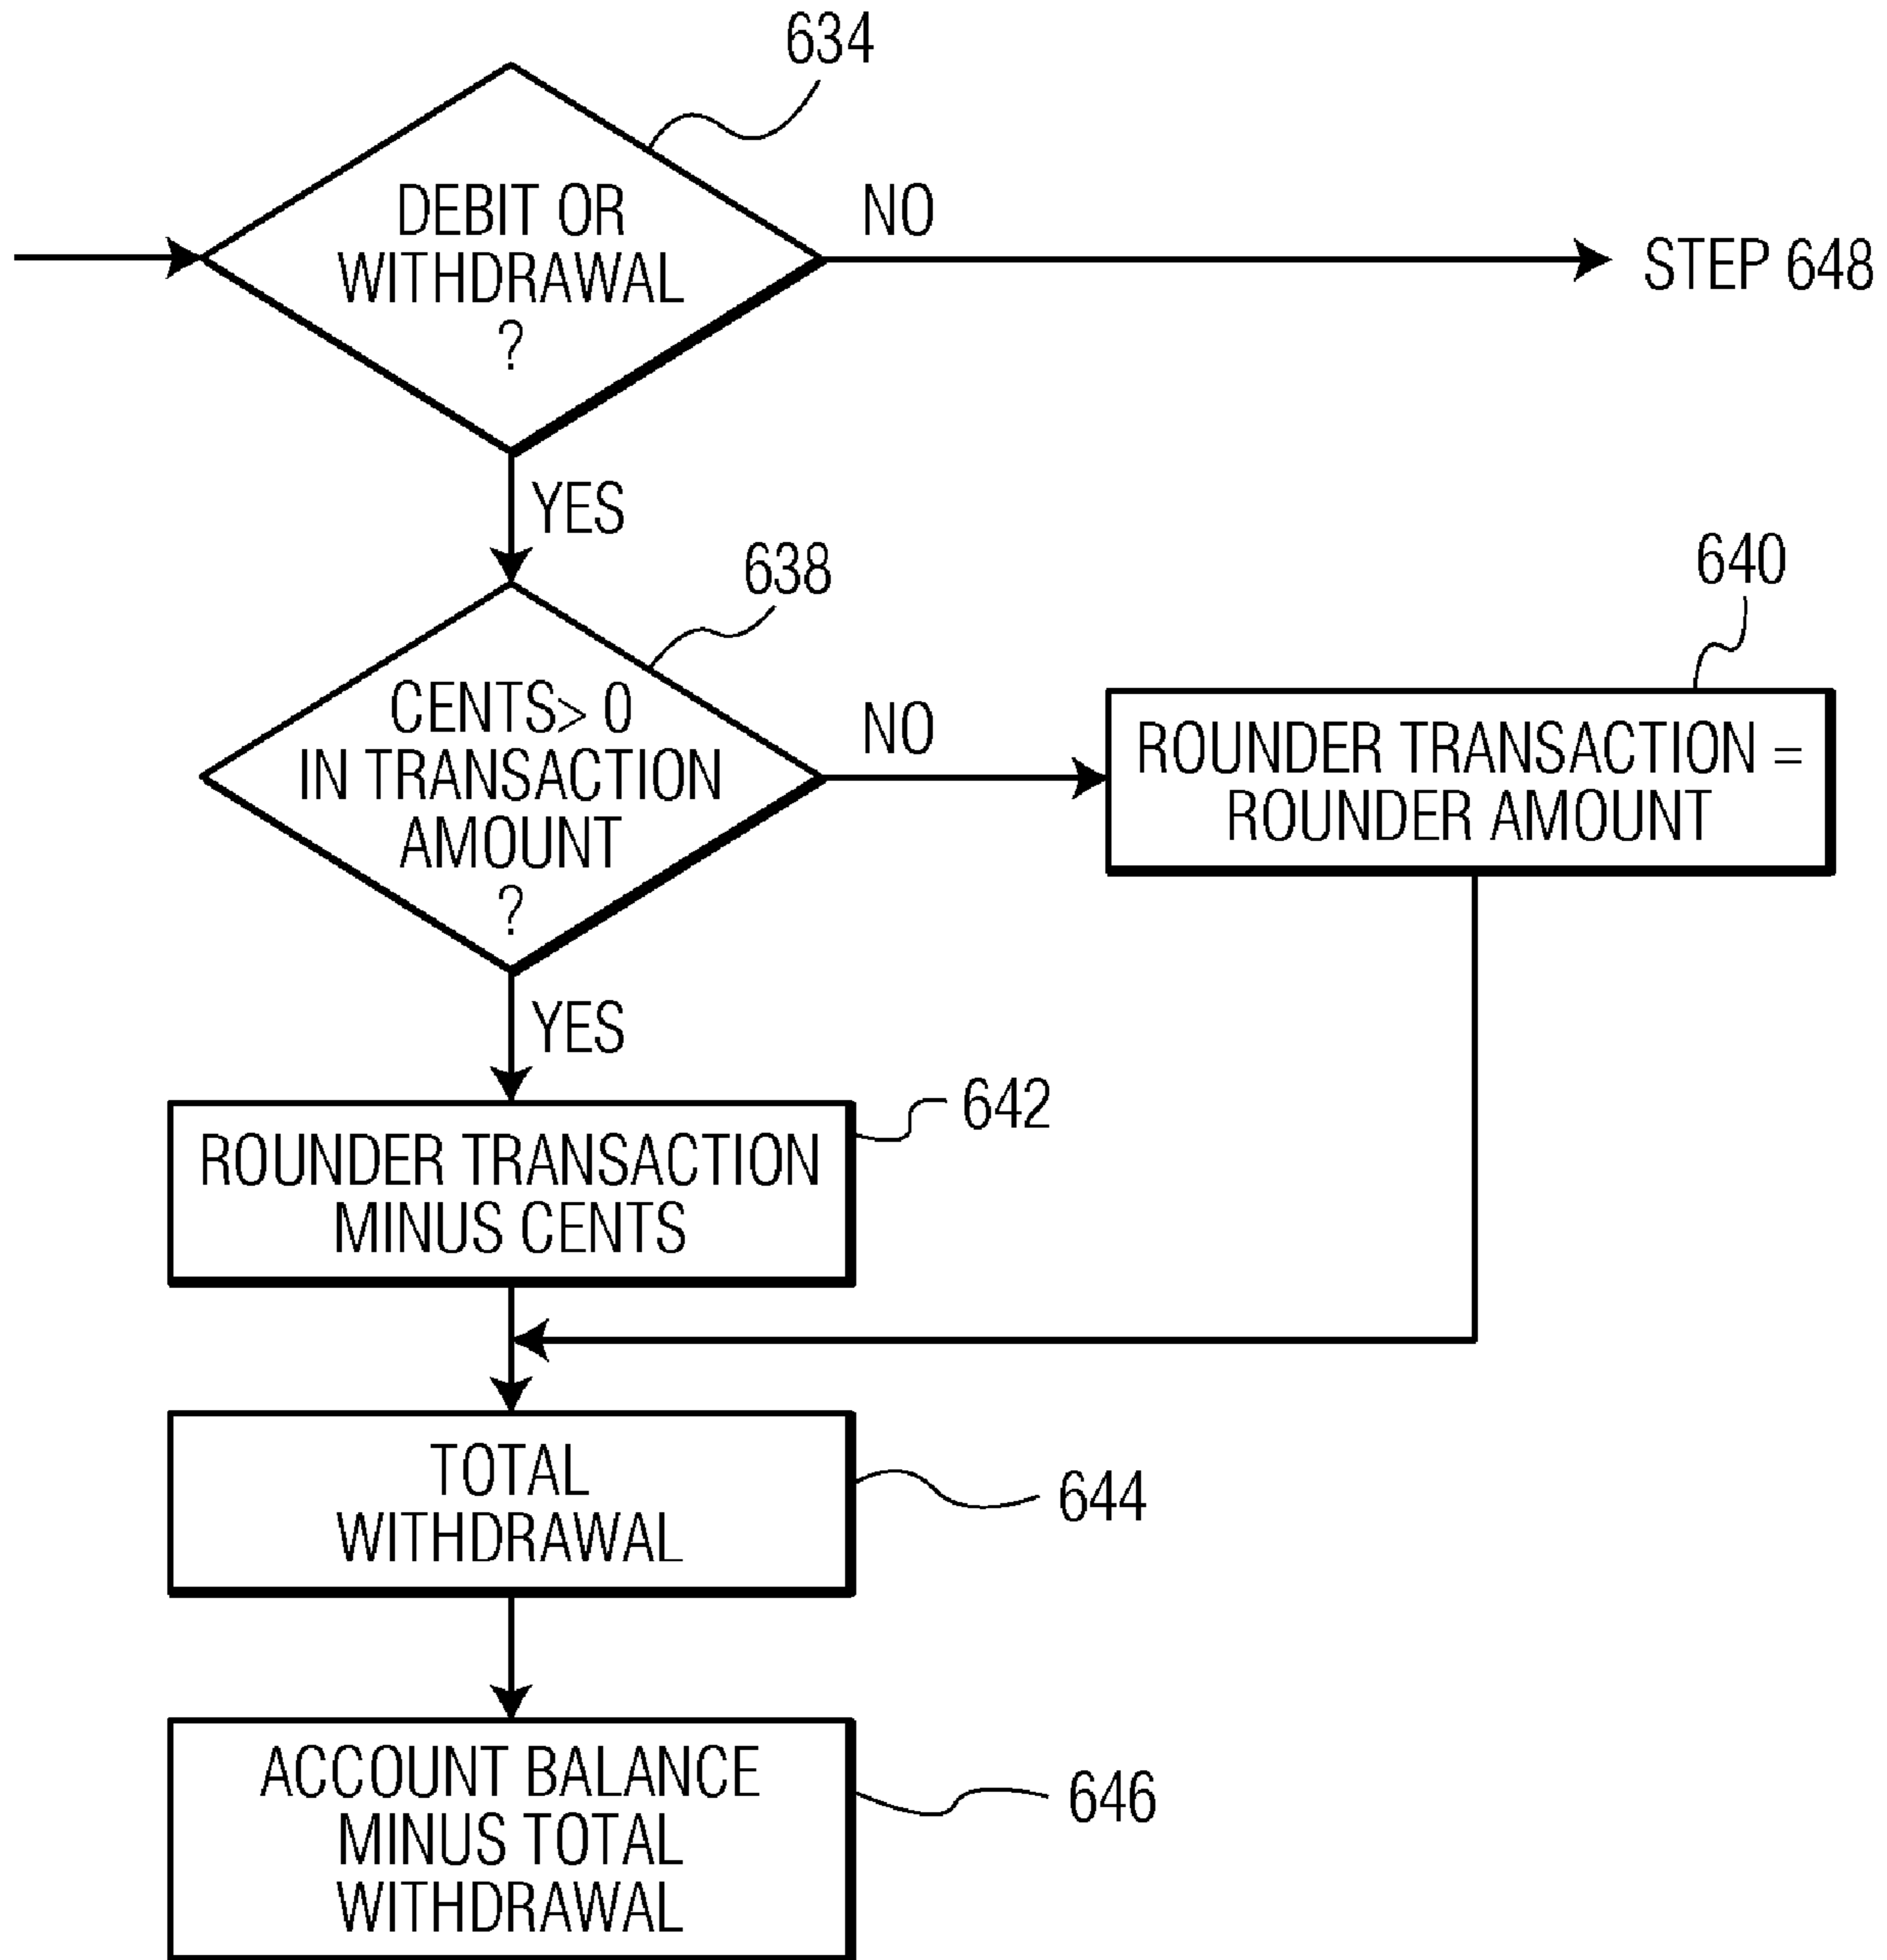 634
DEBIT OR
WITHDRAWAL
?
NO
STEP 648
YES
638
CENTS> 0
IN TRANSACTION
AMOUNT
?
NO
640
ROUNDER TRANSACTION =
ROUNDER AMOUNT
YES
642
ROUNDER TRANSACTION
MINUS CENTS
TOTAL
WITHDRAWAL
644
ACCOUNT BALANCE
MINUS TOTAL
WITHDRAWAL
646